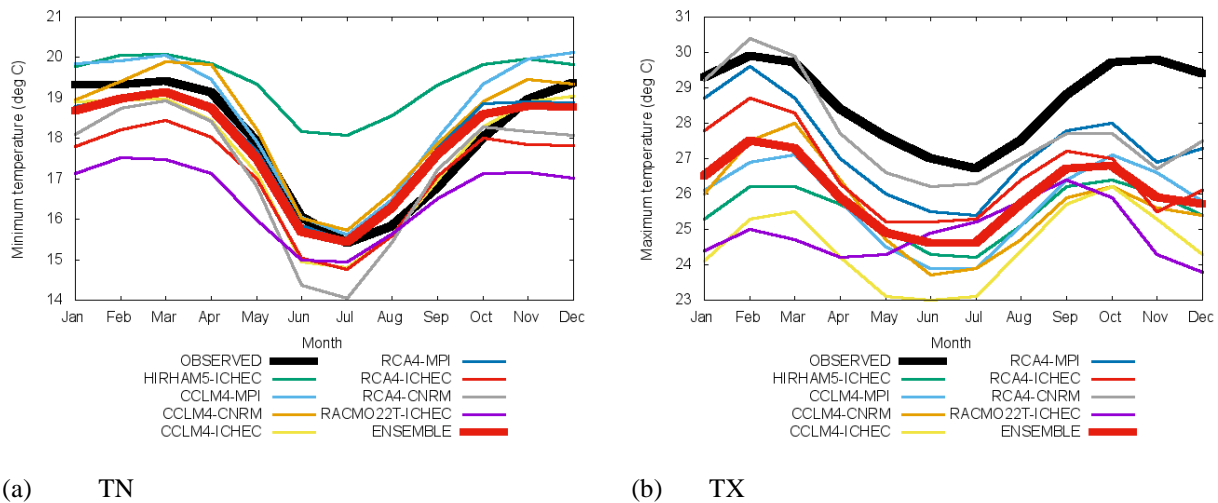 21
20
19
18
17
16
15
14
Minimum temperature (deg C)
Jan Feb Mar Apr May Jun Jul Aug Sep Oct Nov Dec
Month
OBSERVED
HIRHAM5-ICHEC
CCLM4-MPI
CCLM4-CNRM
CCLM4-ICHEC
RCA4-MPI
RCA4-ICHEC
RCA4-CNRM
RACMO22T-ICHEC
ENSEMBLE
31
30
29
28
27
26
25
24
23
Maximum temperature (deg C)
Jan Feb Mar Apr May Jun Jul Aug Sep Oct Nov Dec
Month
OBSERVED
HIRHAM5-ICHEC
CCLM4-MPI
CCLM4-CNRM
CCLM4-ICHEC
RCA4-MPI
RCA4-ICHEC
RCA4-CNRM
RACMO22T-ICHEC
ENSEMBLE
(a) TN
(b) TX